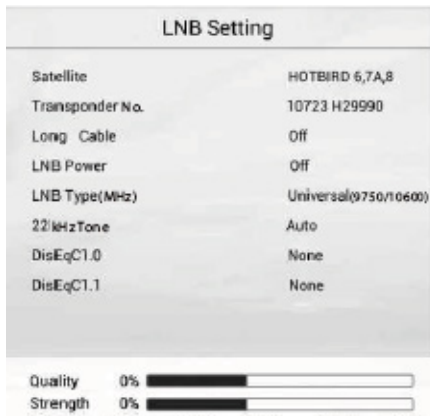 LNB Setting
Satellite HOTBIRD 6,7A,8
Transponder No. 10723 H29990
Long Cable Off
LNB Power Off
LNB Type(MHz) Universal(9750/10600)
22kHzTone Auto
DisEqC1.0 None
DisEqC1.1 None
Quality 0%
Strength 0%